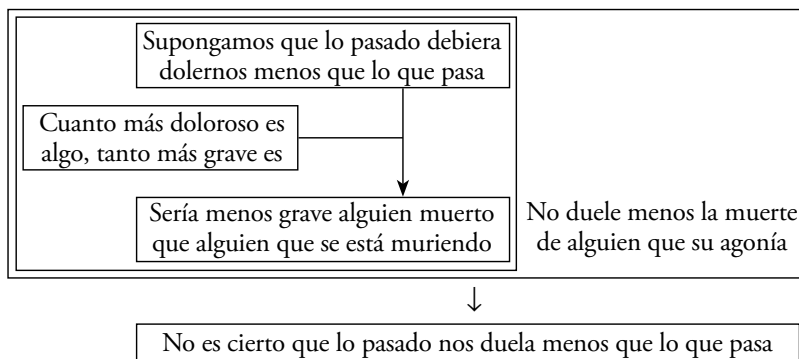 Supongamos que lo pasado debiera
dolernos menos que lo que pasa
Cuanto más doloroso es
algo, tanto más grave es
Sería menos grave alguien muerto
que alguien que se está muriendo
No duele menos la muerte
de alguien que su agonía
No es cierto que lo pasado nos duela menos que lo que pasa